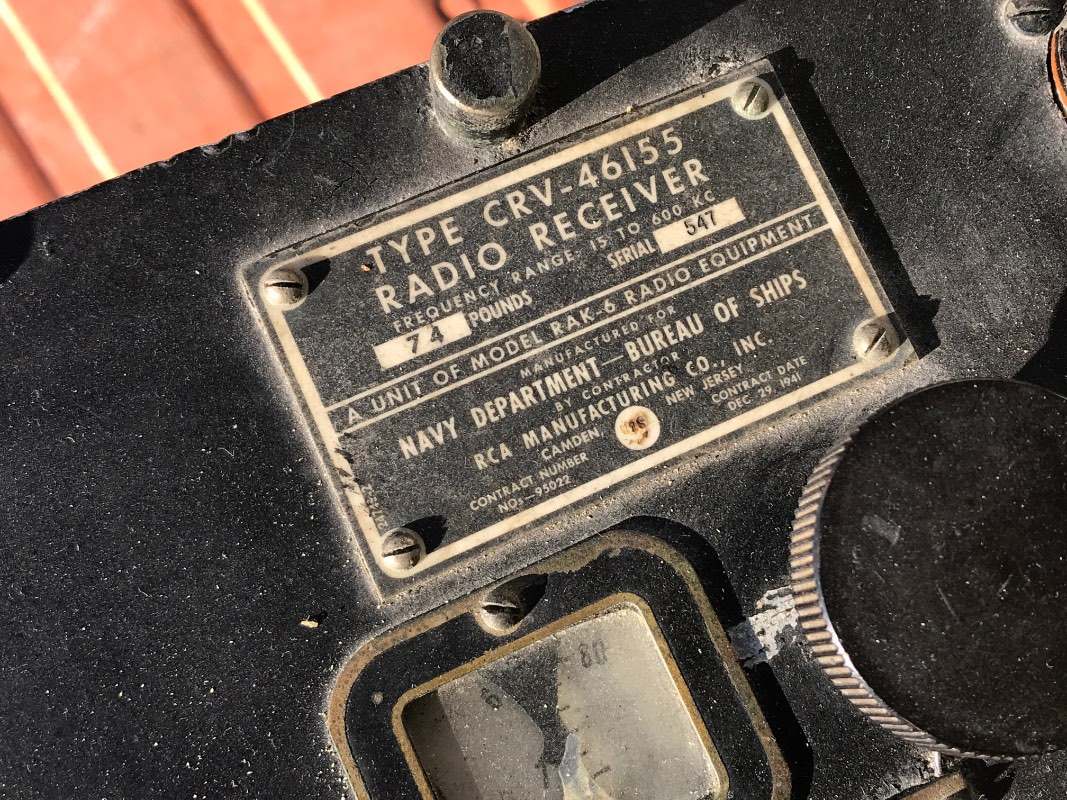 TYPE CRV-46155
RADIO RECEIVER
FREQUENCY RANGE: 15 TO 600 KC
74 POUNDS SERIAL 547
A UNIT OF MODEL RAK-6 RADIO EQUIPMENT
MANUFACTURED FOR
NAVY DEPARTMENT—BUREAU OF SHIPS
BY CONTRACTOR
RCA MANUFACTURING CO., INC.
CAMDEN, NEW JERSEY
CONTRACT NUMBER CONTRACT DATE
NOs-95022 DEC 29, 1941
80